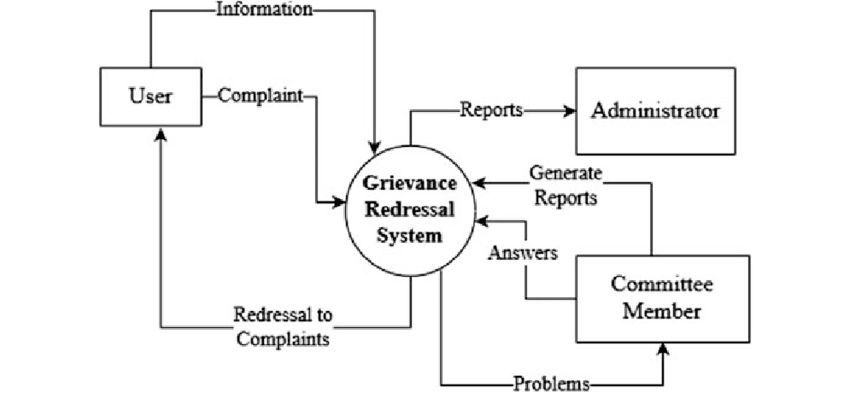 Information
User
Complaint
Reports
Administrator
Grievance
Redressal
System
Generate
Reports
Answers
Committee
Member
Redressal to
Complaints
Problems